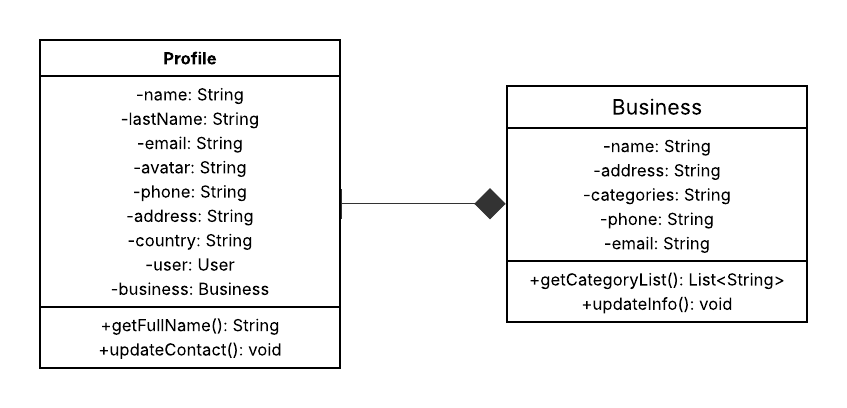 Profile
-name: String
-lastName: String
-email: String
-avatar: String
-phone: String
-address: String
-country: String
-user: User
-business: Business
+getFullName(): String
+updateContact(): void
Business
-name: String
-address: String
-categories: String
-phone: String
-email: String
+getCategoryList(): List<String>
+updateInfo(): void